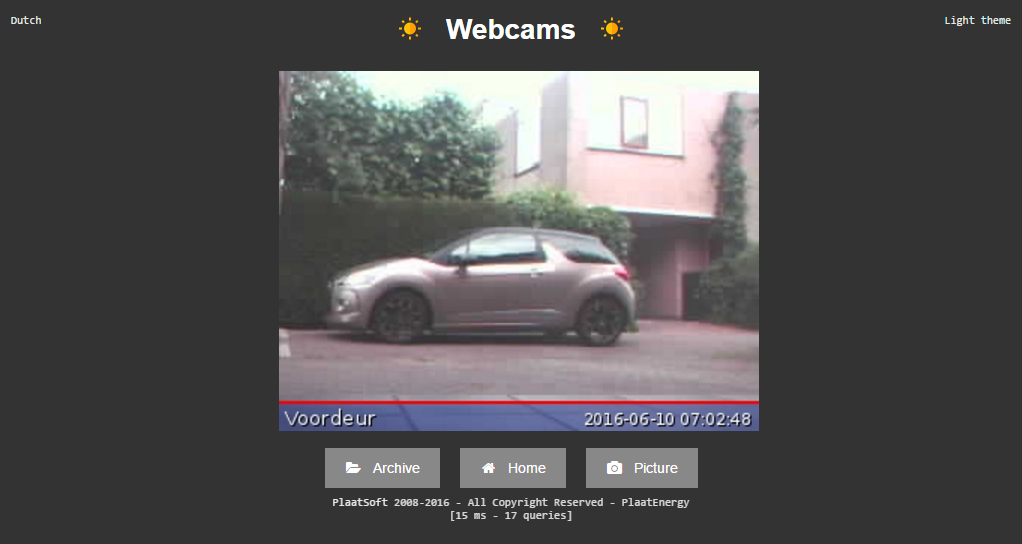 Dutch
Webcams
Light theme
Voordeur
2016-06-10 07:02:48
Archive
Home
Picture
PlaatSoft 2008-2016 - All Copyright Reserved - PlaatEnergy
[15 ms - 17 queries]